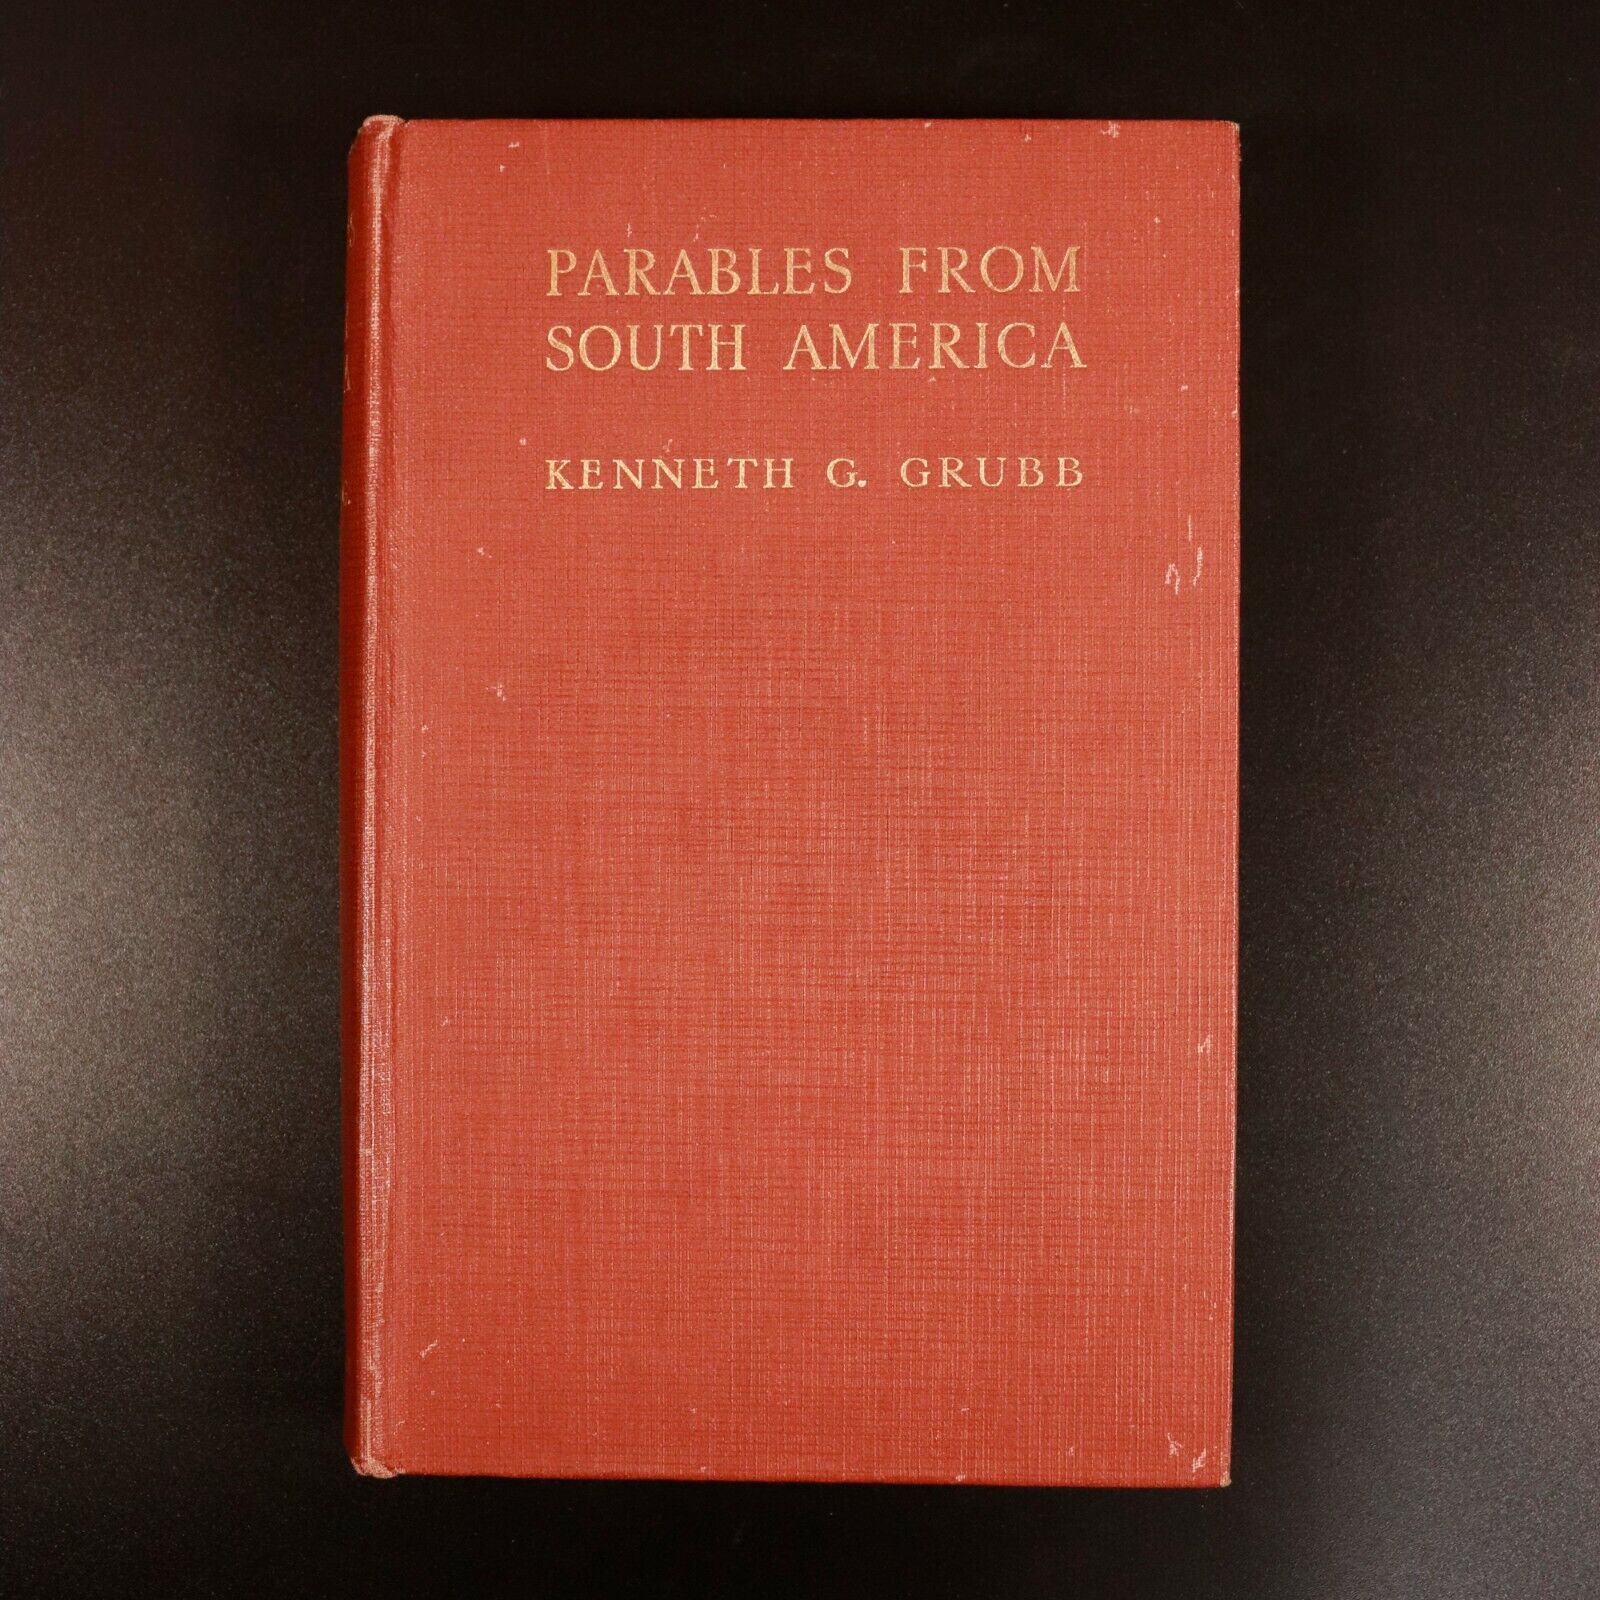 PARABLES FROM
SOUTH AMERICA
KENNETH G. GRUBB